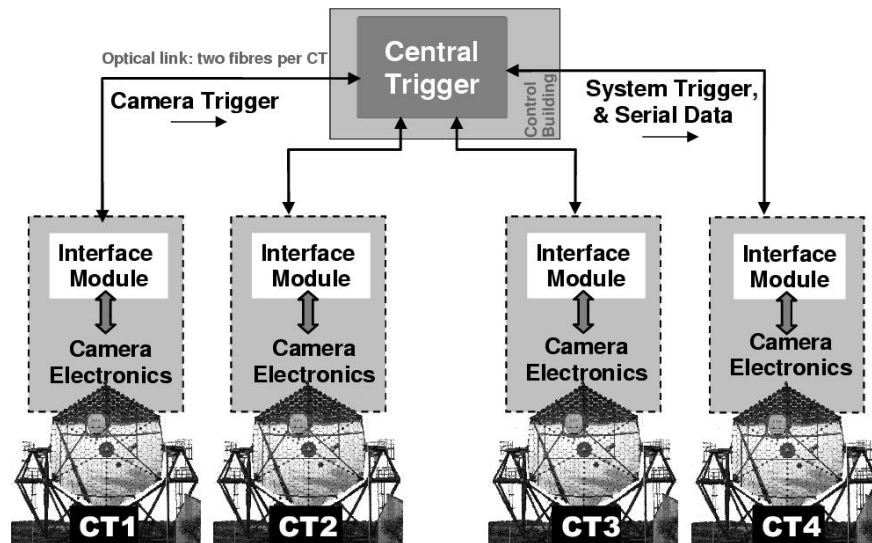 Optical link: two fibres per CT
Camera Trigger
Central
Trigger
Control
Building
System Trigger,
& Serial Data
Interface
Module
Camera
Electronics
CT1
Interface
Module
Camera
Electronics
CT2
Interface
Module
Camera
Electronics
CT3
Interface
Module
Camera
Electronics
CT4